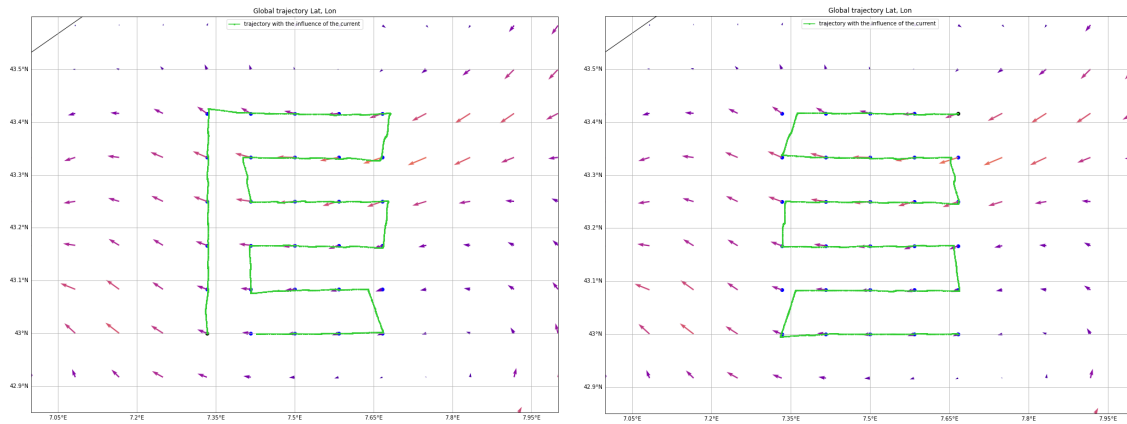 Global trajectory Lat, Lon
trajectory with the influence of the current
43.5°N
43.4°N
43.3°N
43.2°N
43.1°N
43°N
42.9°N
7.05°E 7.2°E 7.35°E 7.5°E 7.65°E 7.8°E 7.95°E
Global trajectory Lat, Lon
trajectory with the influence of the current
43.5°N
43.4°N
43.3°N
43.2°N
43.1°N
43°N
42.9°N
7.05°E 7.2°E 7.35°E 7.5°E 7.65°E 7.8°E 7.95°E